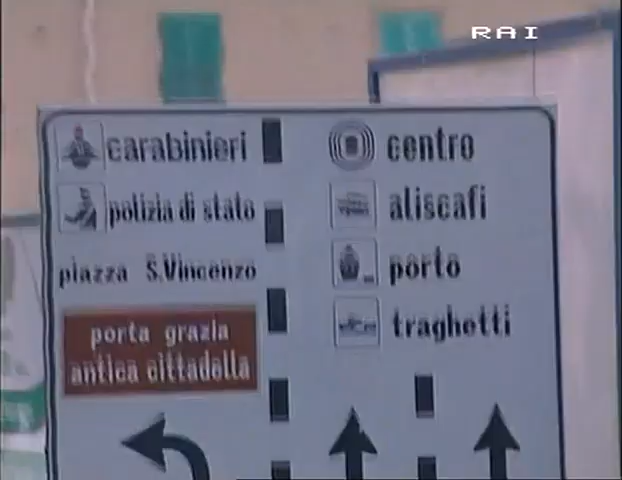 RAI
carabinieri
polizia di stato
piazza S.Vincenzo
porta grazia
antica cittadella
centro
aliscafi
porto
traghetti